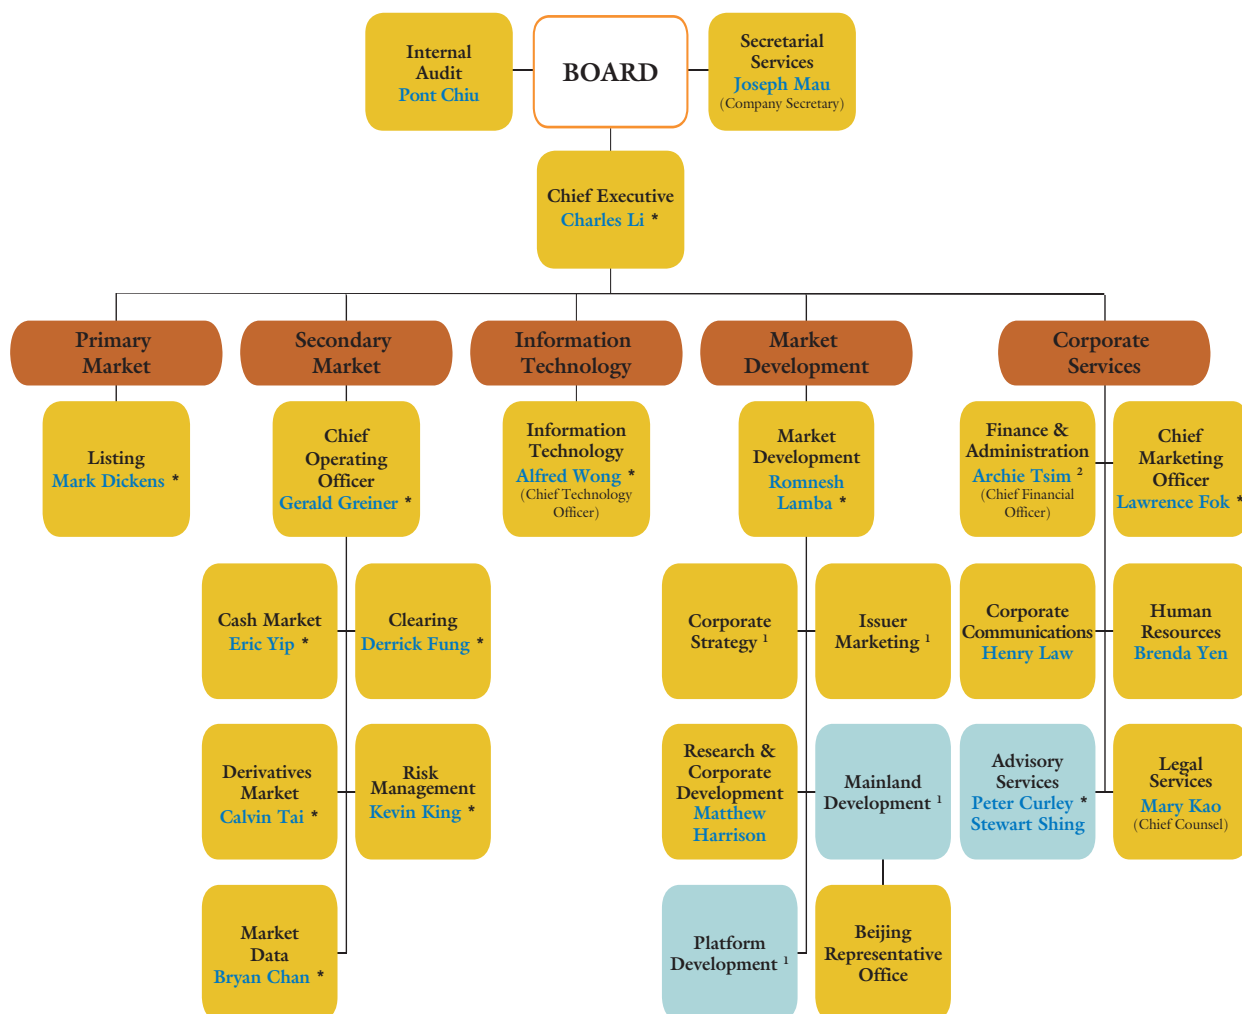 Internal
Audit
Pont Chiu
BOARD
Secretarial
Services
Joseph Mau
(Company Secretary)
Chief Executive
Charles Li *
Primary
Market
Secondary
Market
Information
Technology
Market
Development
Corporate
Services
Listing
Mark Dickens *
Chief
Operating
Officer
Gerald Greiner *
Information
Technology
Alfred Wong *
(Chief Technology
Officer)
Market
Development
Romnesh
Lamba *
Finance &
Administration
Archie Tsim ²
(Chief Financial
Officer)
Chief
Marketing
Officer
Lawrence Fok *
Cash Market
Eric Yip *
Clearing
Derrick Fung *
Corporate
Strategy ¹
Issuer
Marketing ¹
Corporate
Communications
Henry Law
Human
Resources
Brenda Yen
Derivatives
Market
Calvin Tai *
Risk
Management
Kevin King *
Research &
Corporate
Development
Matthew
Harrison
Mainland
Development ¹
Advisory
Services
Peter Curley *
Stewart Shing
Legal
Services
Mary Kao
(Chief Counsel)
Market
Data
Bryan Chan *
Platform
Development ¹
Beijing
Representative
Office